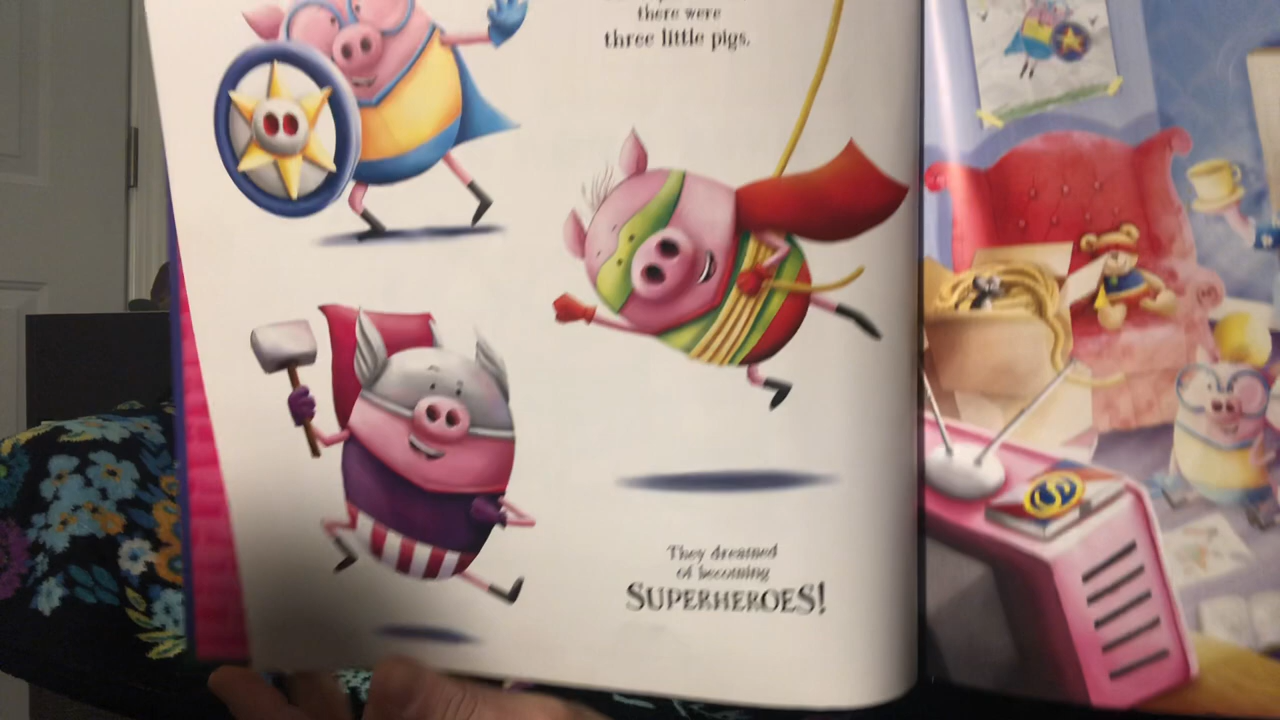 there were
three little pigs.
They dreamed
of becoming
SUPERHEROES!
S